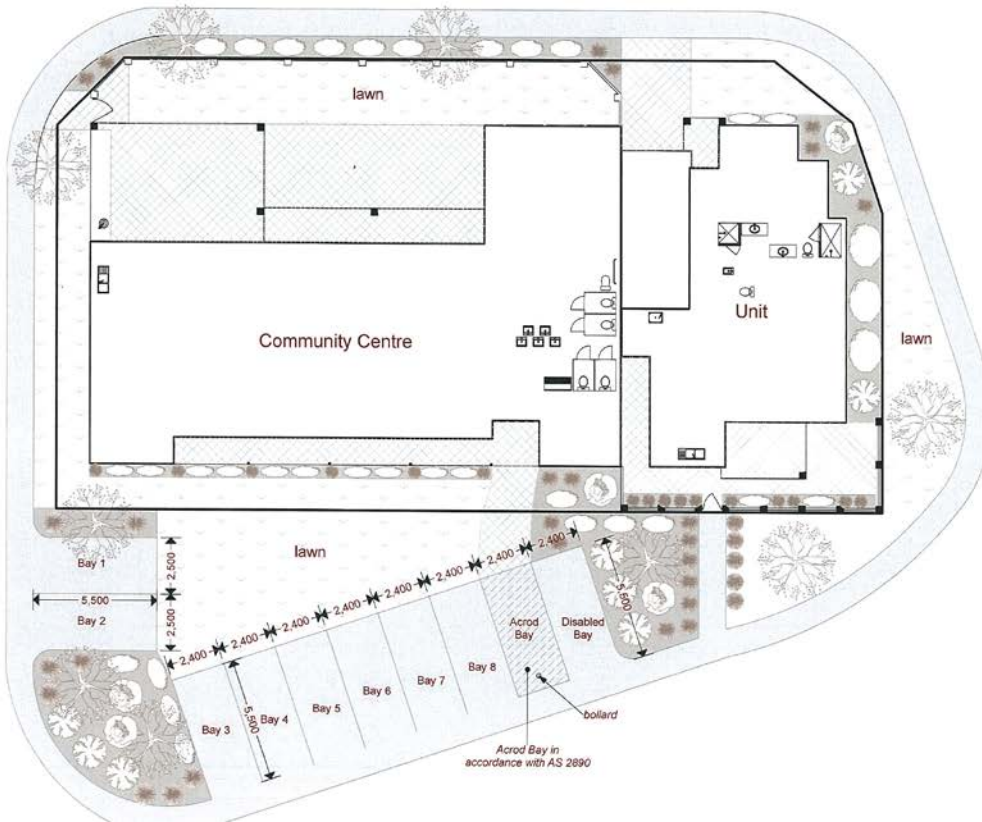 lawn
Community Centre
Unit
lawn
lawn
Bay 1
2,500
5,500
Bay 2
2,500
2,400
2,400
2,400
2,400
2,400
2,400
2,400
2,400
5,500
5,500
Bay 3
Bay 4
Bay 5
Bay 6
Bay 7
Bay 8
Acrod
Bay
Disabled
Bay
bollard
Acrod Bay in
accordance with AS 2890